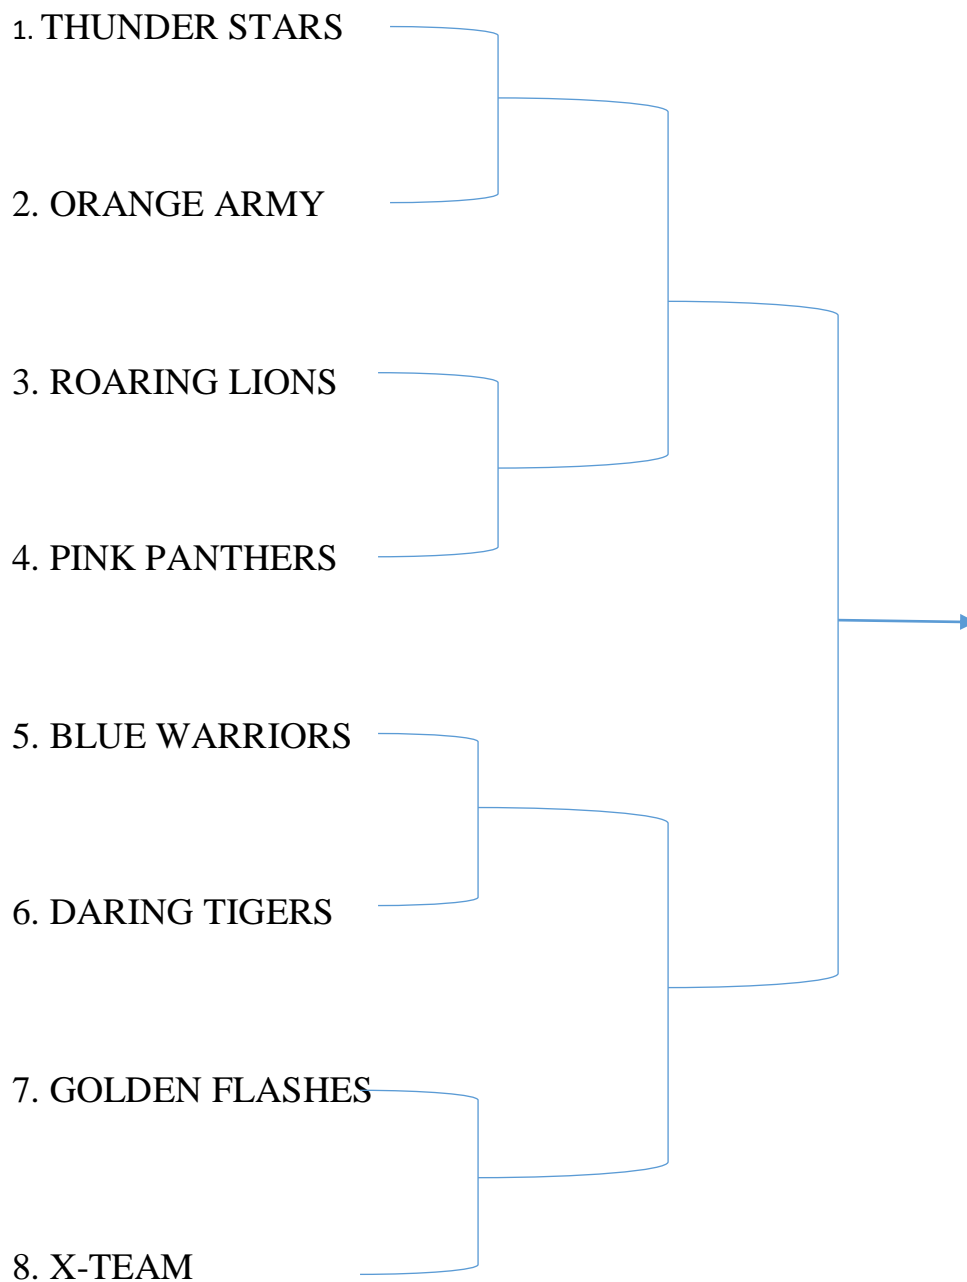 1. THUNDER STARS
2. ORANGE ARMY
3. ROARING LIONS
4. PINK PANTHERS
5. BLUE WARRIORS
6. DARING TIGERS
7. GOLDEN FLASHES
8. X-TEAM